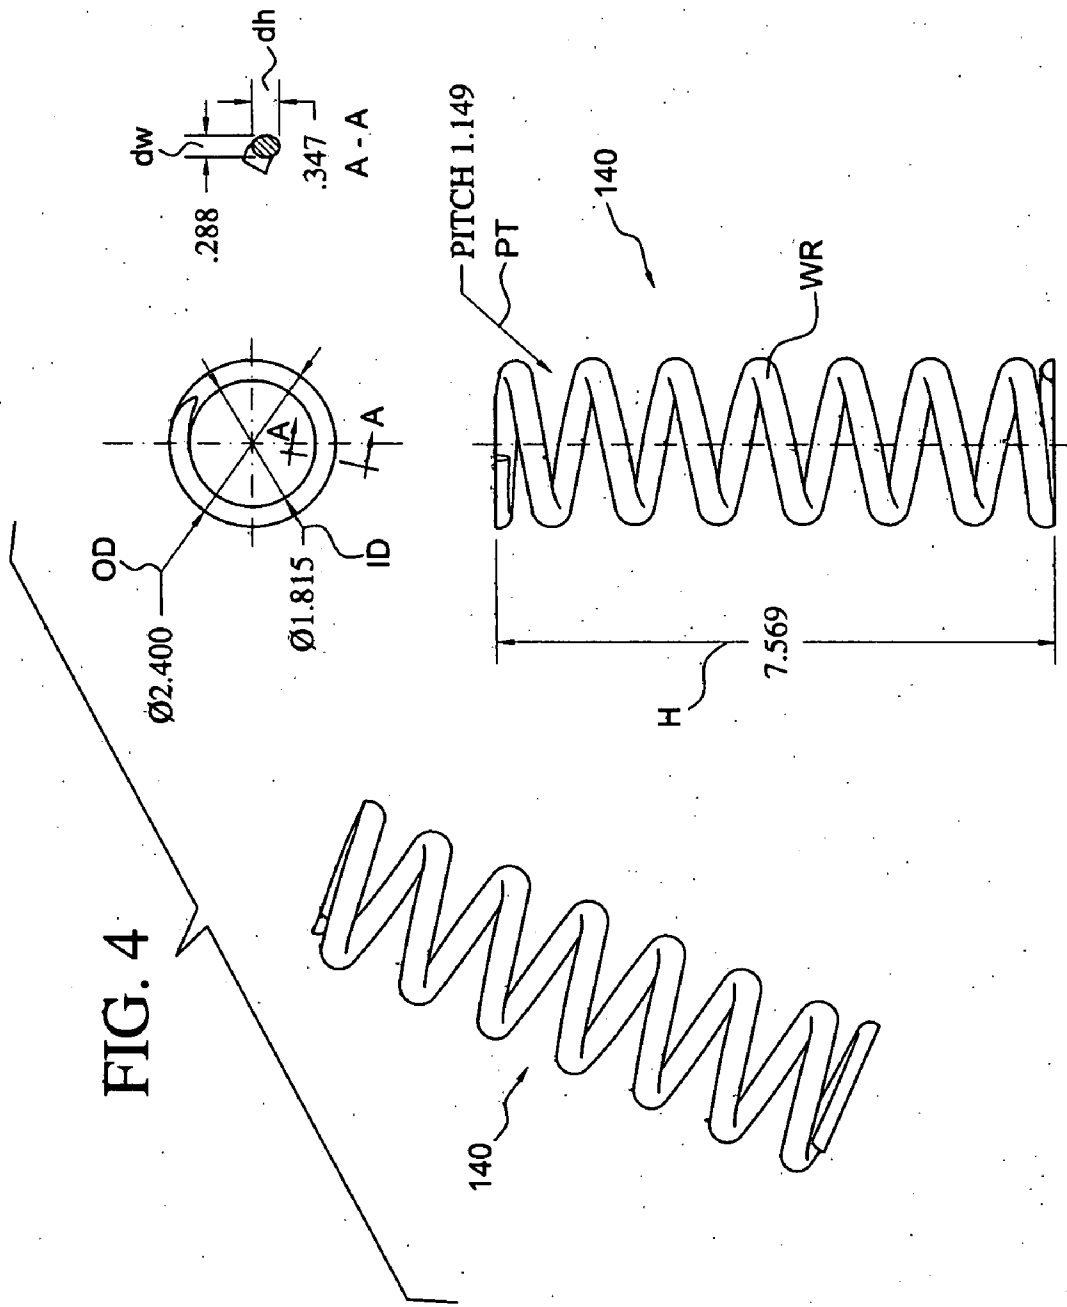 FIG. 4
140
OD
Ø2.400
Ø1.815
ID
A
A
dw
.288
dh
.347
A - A
H
7.569
PITCH 1.149
PT
WR
140